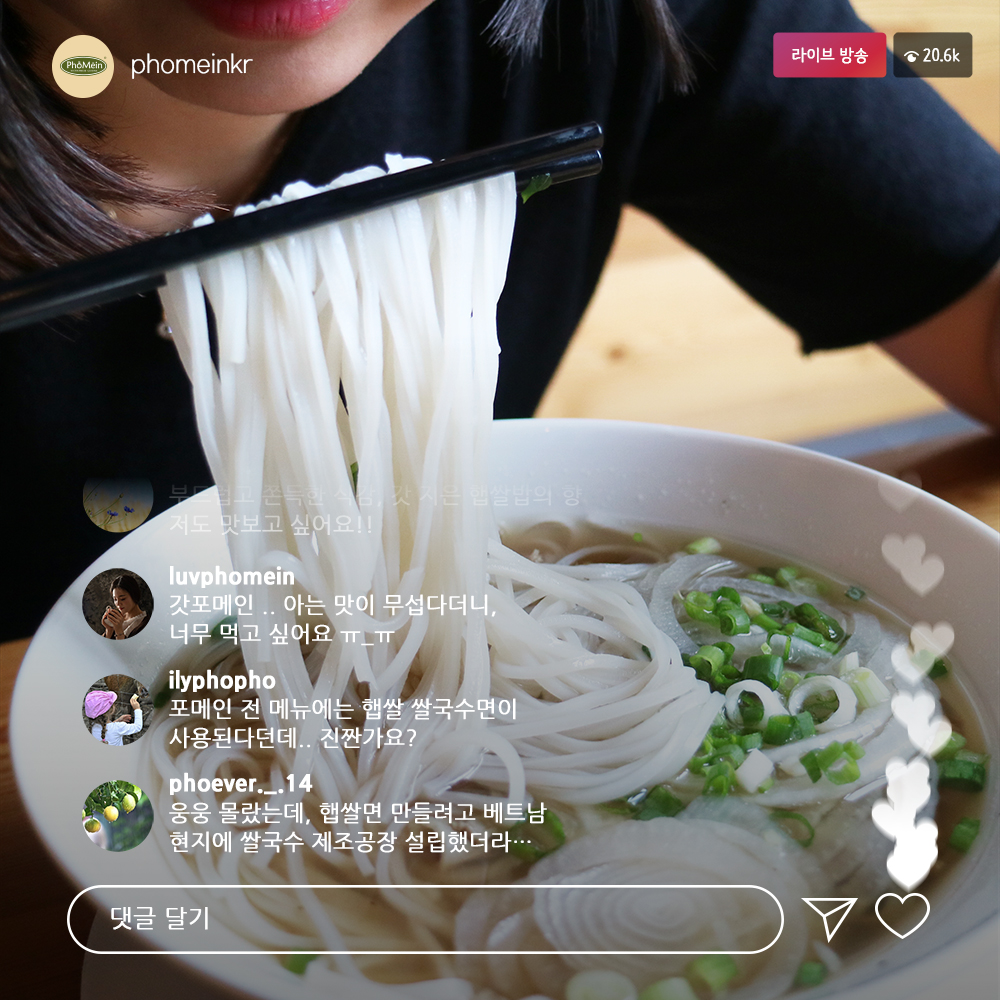 PhởMein
phomeinkr
라이브 방송
20.6k
부드럽고 쫀득한 식감, 갓 지은 햅쌀밥의 향
저도 맛보고 싶어요!!
luvphomein
갓포메인 .. 아는 맛이 무섭다더니,
너무 먹고 싶어요 ㅠ_ㅠ
ilyphopho
포메인 전 메뉴에는 햅쌀 쌀국수면이
사용된다던데.. 진짠가요?
phoever._.14
웅웅 몰랐는데, 햅쌀면 만들려고 베트남
현지에 쌀국수 제조공장 설립했더라…
댓글 달기